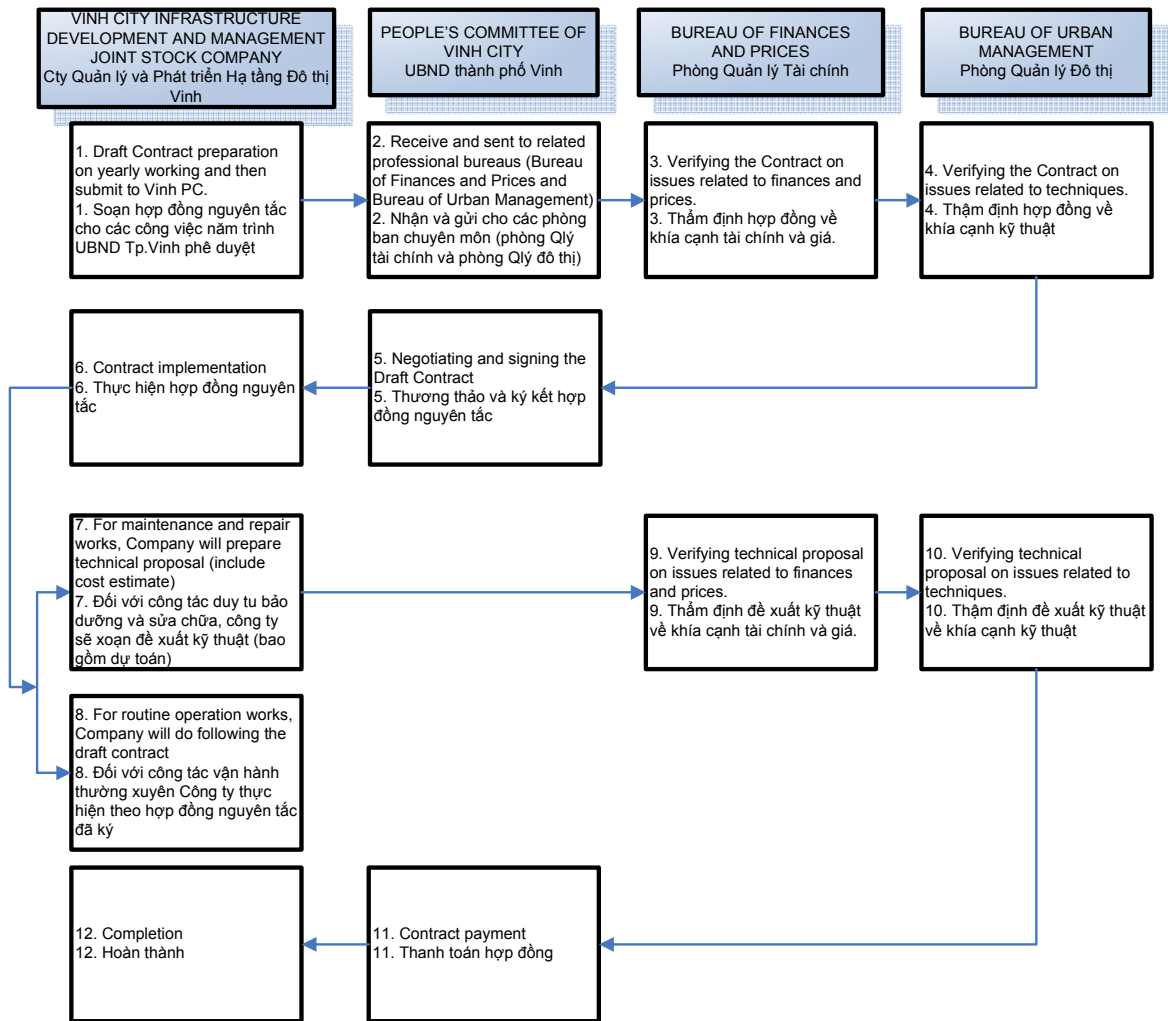 VINH CITY INFRASTRUCTURE
DEVELOPMENT AND MANAGEMENT
JOINT STOCK COMPANY
Cty Quản lý và Phát triển Hạ tầng Đô thị
Vinh
PEOPLE'S COMMITTEE OF
VINH CITY
UBND thành phố Vinh
BUREAU OF FINANCES
AND PRICES
Phòng Quản lý Tài chính
BUREAU OF URBAN
MANAGEMENT
Phòng Quản lý Đô thị
1. Draft Contract preparation
on yearly working and then
submit to Vinh PC.
1. Soạn hợp đồng nguyên tắc
cho các công việc năm trình
UBND Tp.Vinh phê duyệt
2. Receive and sent to related
professional bureaus (Bureau
of Finances and Prices and
Bureau of Urban Management)
2. Nhận và gửi cho các phòng
ban chuyên môn (phòng Qlý
tài chính và phòng Qlý đô thị)
3. Verifying the Contract on
issues related to finances and
prices.
3. Thẩm định hợp đồng về
khía cạnh tài chính và giá.
4. Verifying the Contract on
issues related to techniques.
4. Thậm định hợp đồng về
khía cạnh kỹ thuật
6. Contract implementation
6. Thực hiện hợp đồng nguyên
tắc
5. Negotiating and signing the
Draft Contract
5. Thương thảo và ký kết hợp
đồng nguyên tắc
7. For maintenance and repair
works, Company will prepare
technical proposal (include
cost estimate)
7. Đối với công tác duy tu bảo
dưỡng và sửa chữa, công ty
sẽ xoạn đề xuất kỹ thuật (bao
gồm dự toán)
9. Verifying technical proposal
on issues related to finances
and prices.
9. Thẩm định đề xuất kỹ thuật
về khía cạnh tài chính và giá.
10. Verifying technical
proposal on issues related to
techniques.
10. Thậm định đề xuất kỹ thuật
về khía cạnh kỹ thuật
8. For routine operation works,
Company will do following the
draft contract
8. Đối với công tác vận hành
thường xuyên Công ty thực
hiện theo hợp đồng nguyên tắc
đã ký
12. Completion
12. Hoàn thành
11. Contract payment
11. Thanh toán hợp đồng